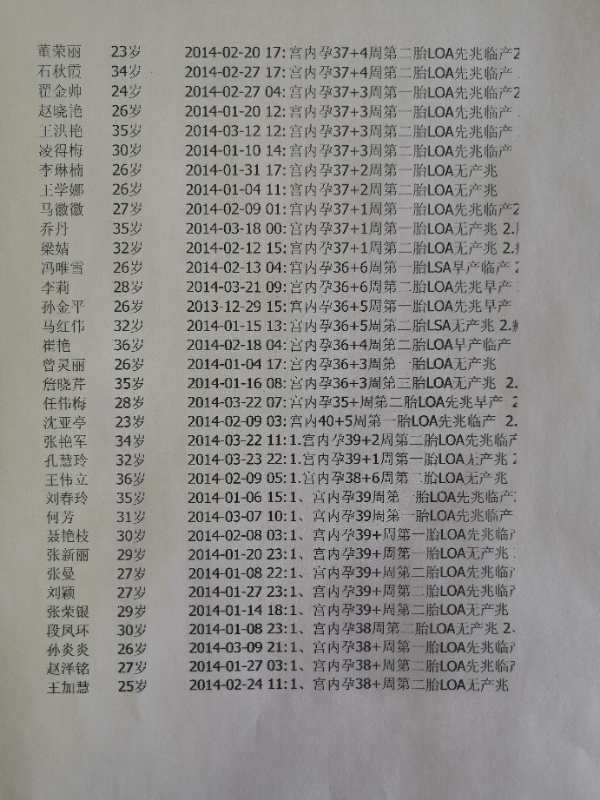 董荣丽 23岁 2014-02-20 17:宫内孕37+4周第二胎LOA先兆临产2
石秋霞 34岁 2014-02-27 17:宫内孕37+4周第二胎LOA先兆临产
翟金帅 24岁 2014-02-27 04:宫内孕37+3周第一胎LOA先兆临产2
赵晓艳 26岁 2014-01-20 12:宫内孕37+3周第一胎LOA先兆临产
王洪艳 35岁 2014-03-12 12:宫内孕37+3周第二胎LOA先兆临产
凌得梅 30岁 2014-01-10 14:宫内孕37+3周第二胎LOA先兆临产
李琳楠 26岁 2014-01-31 17:宫内孕37+2周第一胎LOA无产兆
王学娜 26岁 2014-01-04 11:宫内孕37+2周第二胎LOA无产兆
马徽徽 27岁 2014-02-09 01:宫内孕37+1周第一胎LOA先兆临产2
乔丹 35岁 2014-03-18 00:宫内孕37+1周第一胎LOA无产兆 2.
梁婧 32岁 2014-02-12 15:宫内孕37+1周第二胎LOA无产兆 2.
冯唯雪 26岁 2014-02-13 04:宫内孕36+6周第一胎LSA早产临产 2
李莉 28岁 2014-03-21 09:宫内孕36+6周第二胎LOA先兆早产
孙金平 26岁 2013-12-29 15:宫内孕36+5周第一胎LOA先兆早产
马红伟 32岁 2014-01-15 13:宫内孕36+5周第二胎LSA无产兆 2.
崔艳 36岁 2014-02-18 04:宫内孕36+4周第二胎LOA早产临产
曾灵丽 26岁 2014-01-04 17:宫内孕36+3周第一胎LOA无产兆
詹晓芹 35岁 2014-01-16 08:宫内孕36+3周第三胎LOA无产兆 2.
任伟梅 28岁 2014-03-22 07:宫内孕35+周第二胎LOA先兆早产 2
沈亚亭 23岁 2014-02-09 03:宫内40+5周第一胎LOA先兆临产 2.
张艳军 34岁 2014-03-22 11:1.宫内孕39+2周第二胎LOA先兆临产
孔慧玲 32岁 2014-03-23 22:1.宫内孕39+1周第一胎LOA无产兆 2
王伟立 36岁 2014-02-09 05:1.宫内孕38+6周第二胎LOA无产兆
刘春玲 35岁 2014-01-06 15:1、宫内孕39周第一胎LOA先兆临产
何芳 31岁 2014-03-07 10:1、宫内孕39周第一胎LOA先兆临产
聂艳枝 30岁 2014-02-08 03:1、宫内孕39+周第一胎LOA先兆临产
张新丽 29岁 2014-01-20 23:1、宫内孕39+周第一胎LOA无产兆
张曼 27岁 2014-01-08 22:1、宫内孕39+周第一胎LOA先兆临产
刘颖 27岁 2014-01-27 23:1、宫内孕39+周第一胎LOA先兆临产
张荣银 29岁 2014-01-14 18:1、宫内孕39+周第二胎LOA无产兆
段凤环 30岁 2014-01-08 23:1、宫内孕38周第二胎LOA无产兆 2.
孙炎炎 26岁 2014-03-09 21:1、宫内孕38+周第一胎LOA先兆临产
赵泽铭 27岁 2014-01-27 03:1、宫内孕38+周第二胎LOA先兆临产
王加慧 25岁 2014-02-24 11:1、宫内孕38+周第二胎LOA无产兆